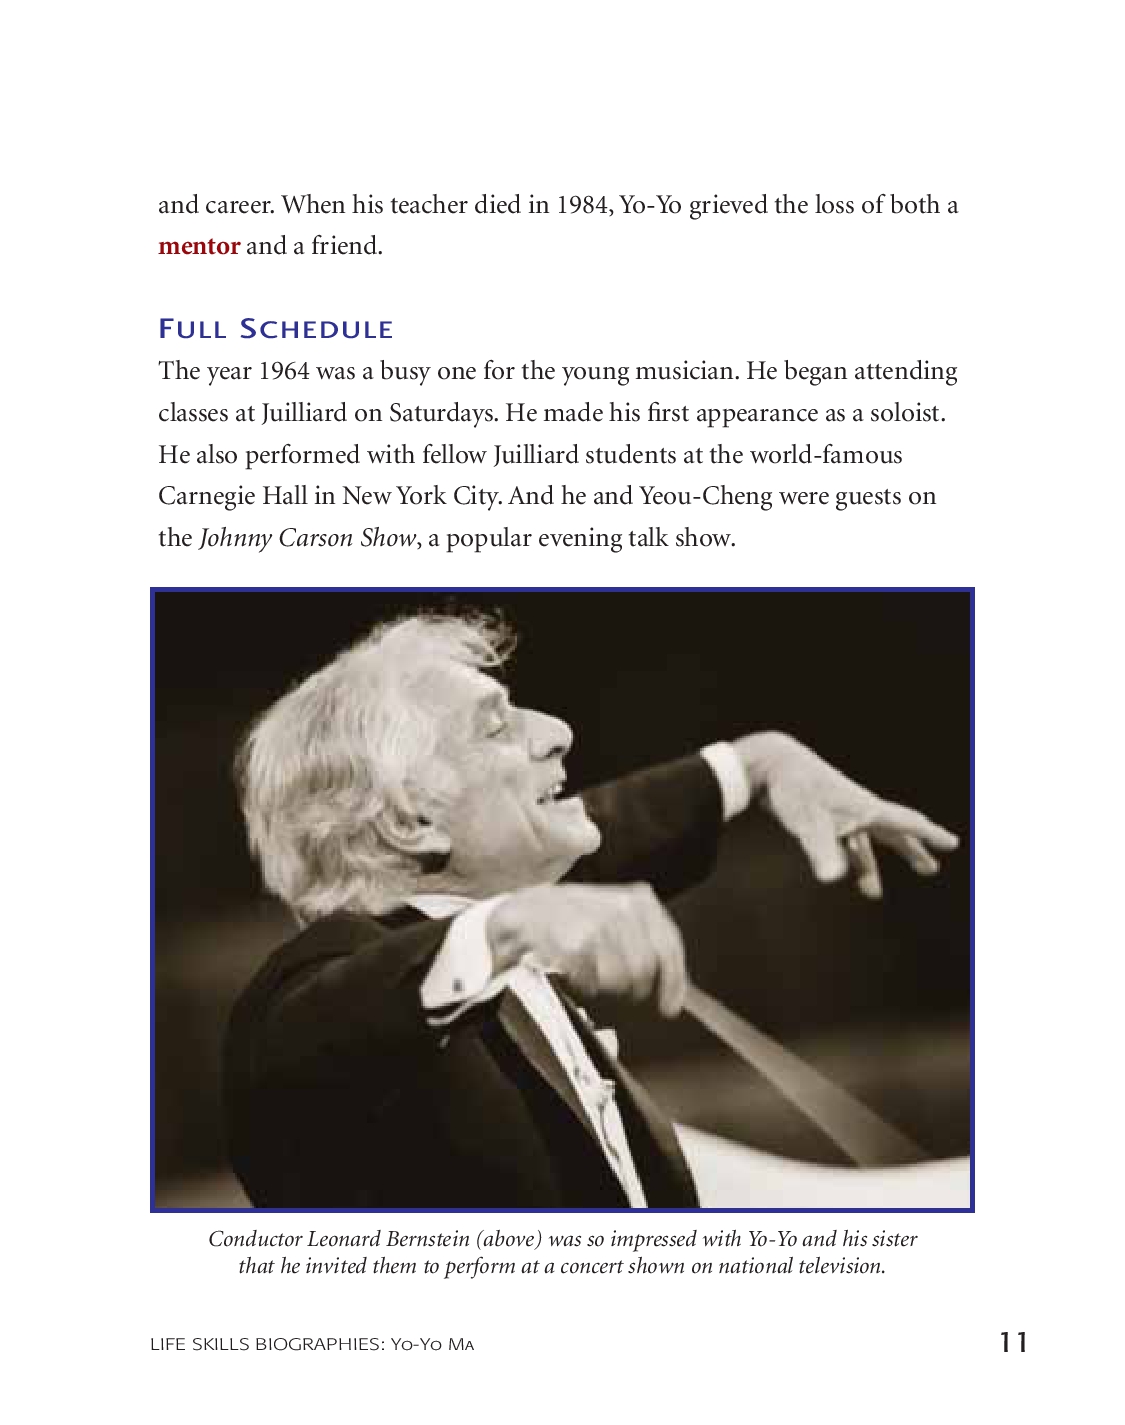 and career. When his teacher died in 1984, Yo-Yo grieved the loss of both a
mentor and a friend.
Full Schedule
The year 1964 was a busy one for the young musician. He began attending
classes at Juilliard on Saturdays. He made his first appearance as a soloist.
He also performed with fellow Juilliard students at the world-famous
Carnegie Hall in New York City. And he and Yeou-Cheng were guests on
the Johnny Carson Show, a popular evening talk show.
Conductor Leonard Bernstein (above) was so impressed with Yo-Yo and his sister
that he invited them to perform at a concert shown on national television.
LIFE SKILLS BIOGRAPHIES: Yo-Yo Ma
11